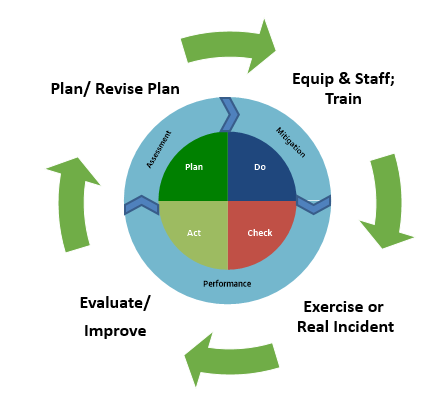 Plan/ Revise Plan
Equip & Staff;
Train
Assessment
Mitigation
Plan
Do
Act
Check
Performance
Evaluate/
Improve
Exercise or
Real Incident